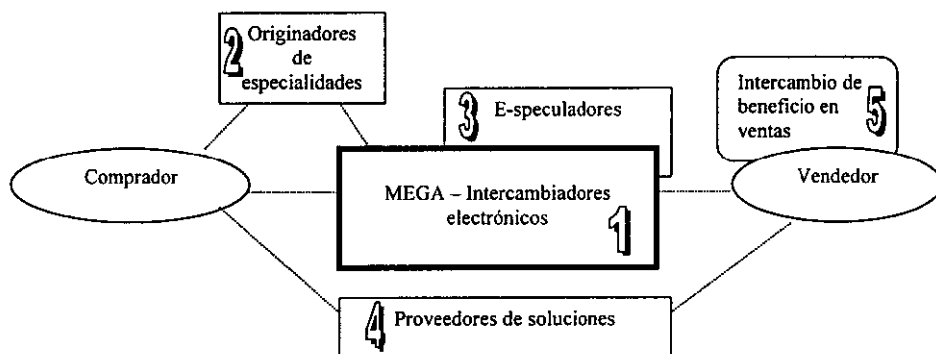 2 Originadores
de
especialidades
3 E-speculadores
Intercambio de
beneficio en
ventas
5
Comprador
MEGA – Intercambiadores
electrónicos
1
Vendedor
4 Proveedores de soluciones